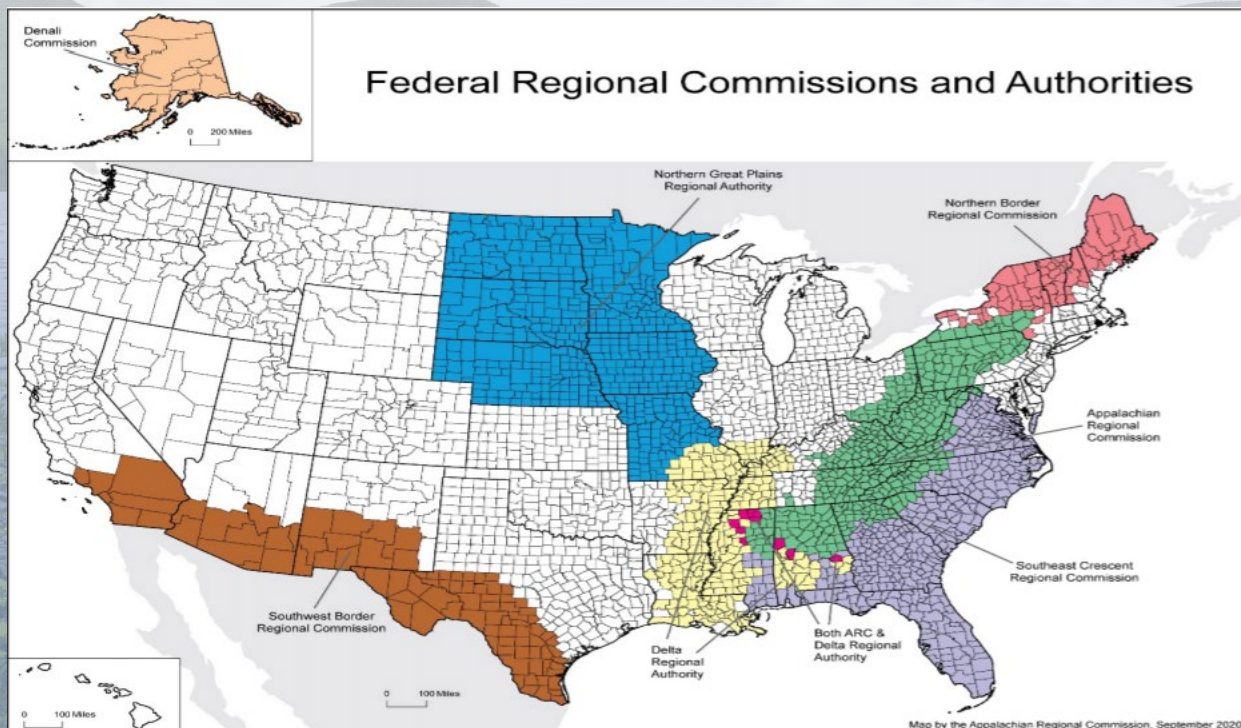 Denali
Commission
0 200 Miles
Federal Regional Commissions and Authorities
Northern Great Plains
Regional Authority
Northern Border
Regional Commission
Appalachian
Regional
Commission
Southeast Crescent
Regional Commission
Southwest Border
Regional Commission
Delta
Regional
Authority
Both ARC &
Delta Regional
Authority
0 100 Miles
0 100 Miles
Map by the Appalachian Regional Commission, September 2020